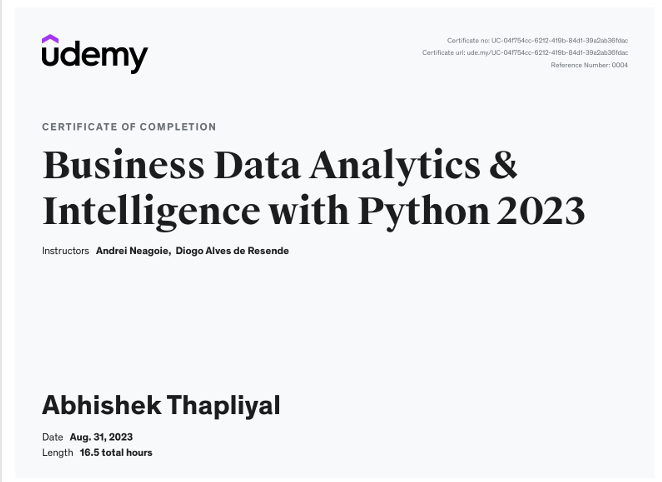 udemy
Certificate no: UC-04f754cc-6212-4f9b-84d1-39a2ab36fdac
Certificate url: ude.my/UC-04f754cc-6212-4f9b-84d1-39a2ab36fdac
Reference Number: 0004
CERTIFICATE OF COMPLETION
Business Data Analytics &
Intelligence with Python 2023
Instructors Andrei Neagoie, Diogo Alves de Resende
Abhishek Thapliyal
Date Aug. 31, 2023
Length 16.5 total hours